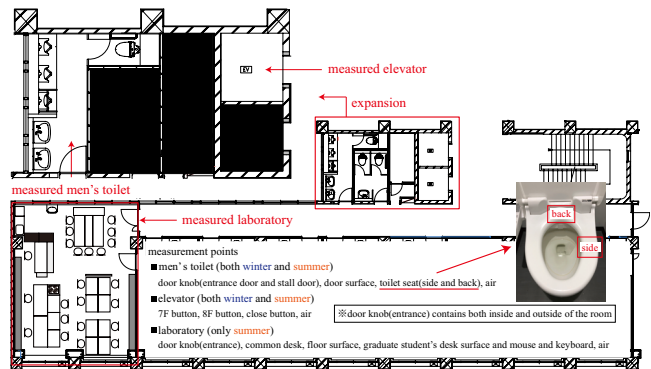 EV
measured elevator
expansion
measured men's toilet
measured laboratory
back
side
measurement points
■men's toilet (both winter and summer)
door knob(entrance door and stall door), door surface, toilet seat(side and back), air
■elevator (both winter and summer)
7F button, 8F button, close button, air
※door knob(entrance) contains both inside and outside of the room
■laboratory (only summer)
door knob(entrance), common desk, floor surface, graduate student's desk surface and mouse and keyboard, air